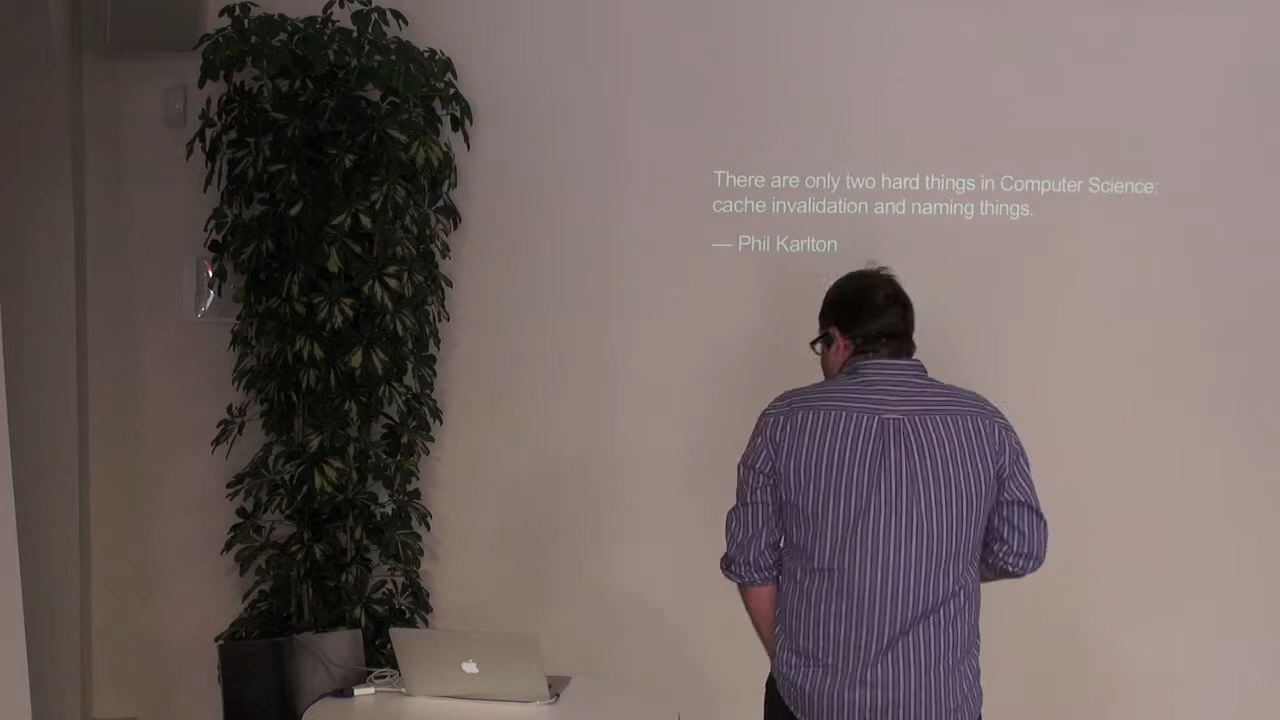 There are only two hard things in Computer Science:
cache invalidation and naming things.
— Phil Karlton